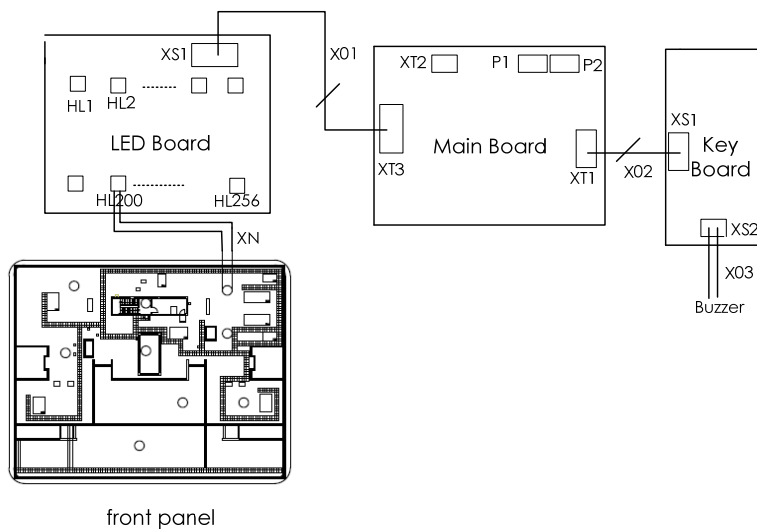 XS1
X01
HL1
HL2
LED Board
HL200
HL256
XN
XT2
P1
P2
XT3
Main Board
XT1
X02
XS1
Key
Board
XS2
X03
Buzzer
front panel